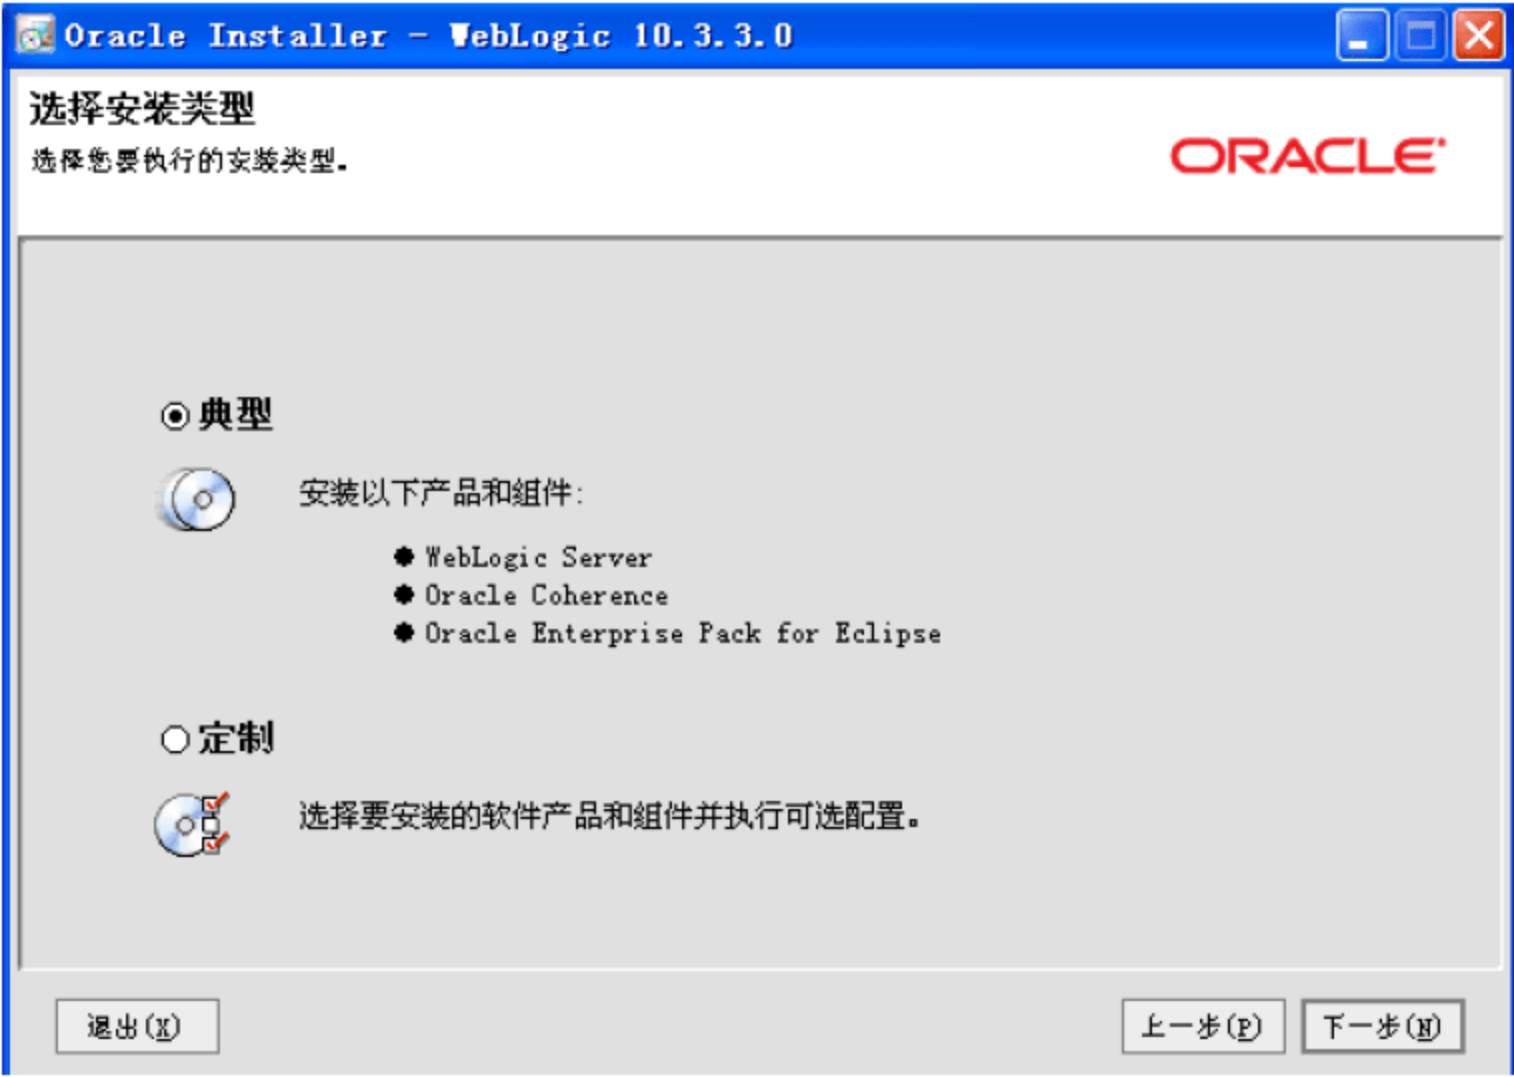 Oracle Installer - WebLogic 10.3.3.0
选择安装类型
选择您要执行的安装类型。
ORACLE
典型
安装以下产品和组件:
● WebLogic Server
● Oracle Coherence
● Oracle Enterprise Pack for Eclipse
定制
选择要安装的软件产品和组件并执行可选配置。
退出(X) 上一步(P) 下一步(N)